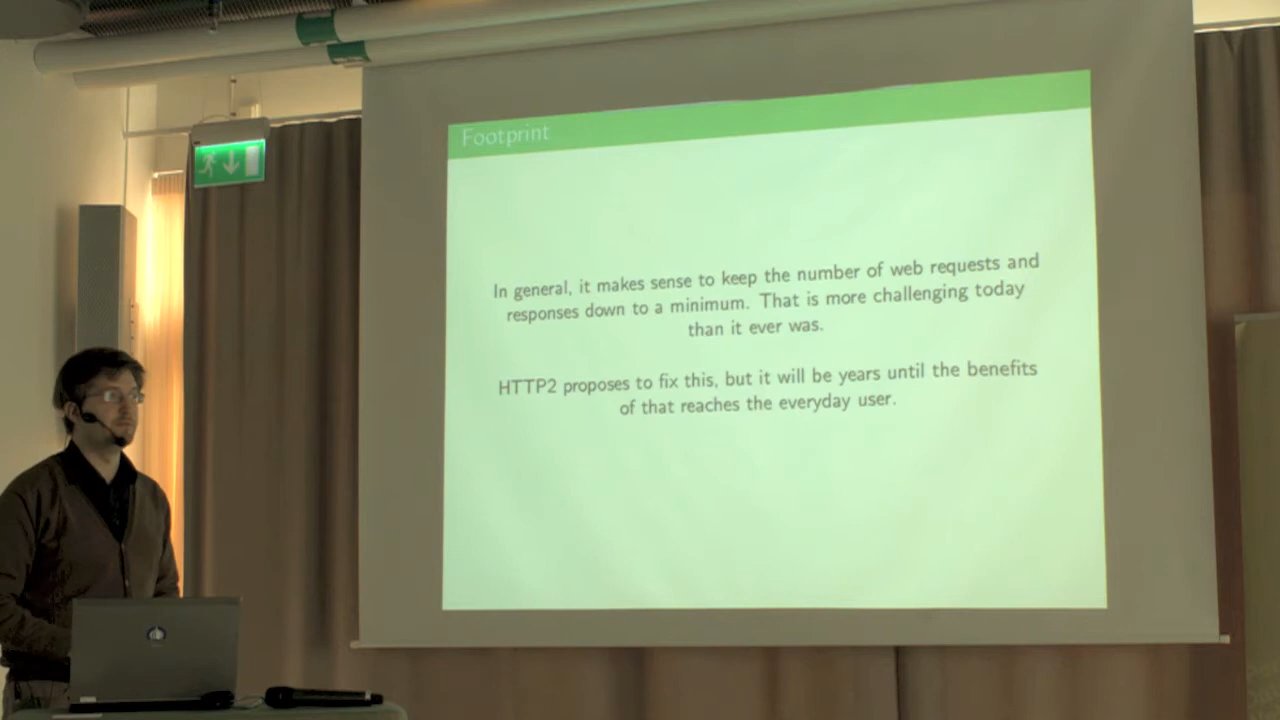 Footprint
In general, it makes sense to keep the number of web requests and
responses down to a minimum. That is more challenging today
than it ever was.
HTTP2 proposes to fix this, but it will be years until the benefits
of that reaches the everyday user.